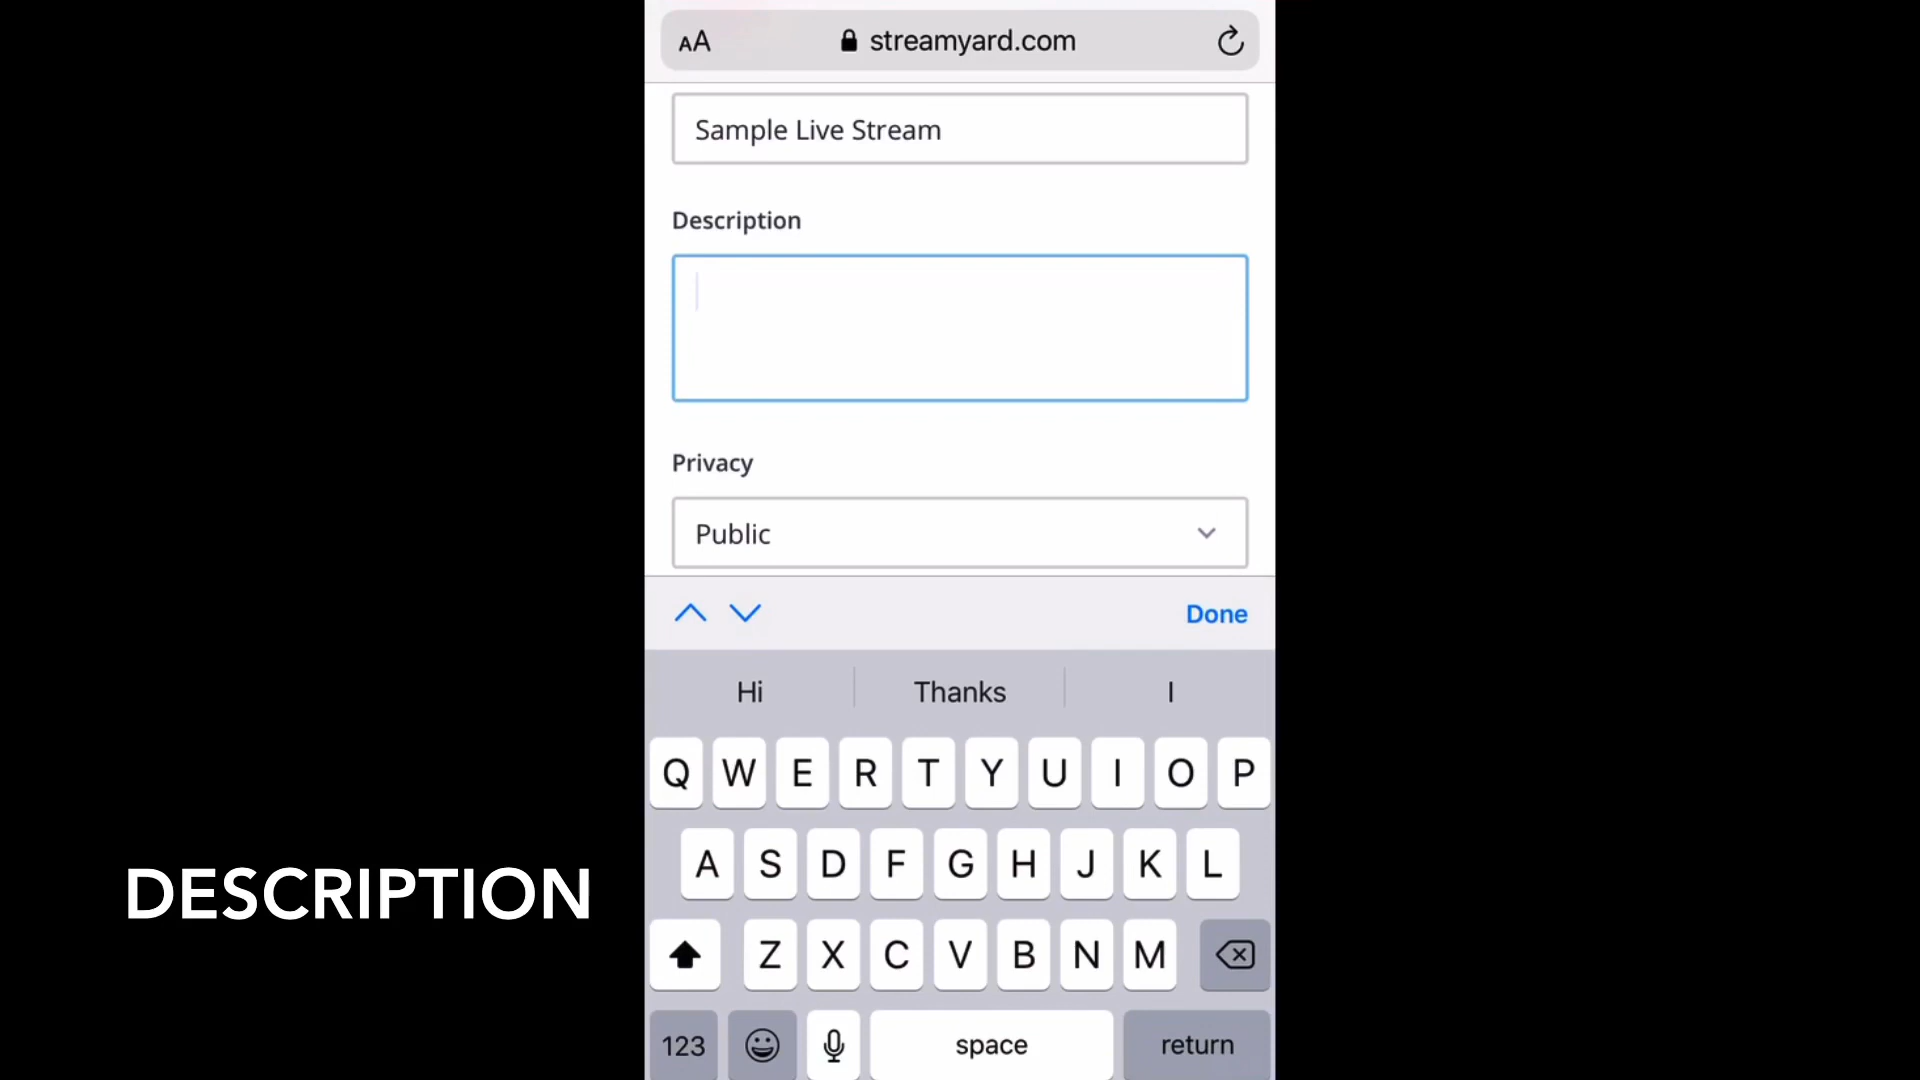 AA streamyard.com
Sample Live Stream
Description
Privacy
Public
Done
Hi Thanks I
Q W E R T Y U I O P
A S D F G H J K L
Z X C V B N M
123 space return
DESCRIPTION